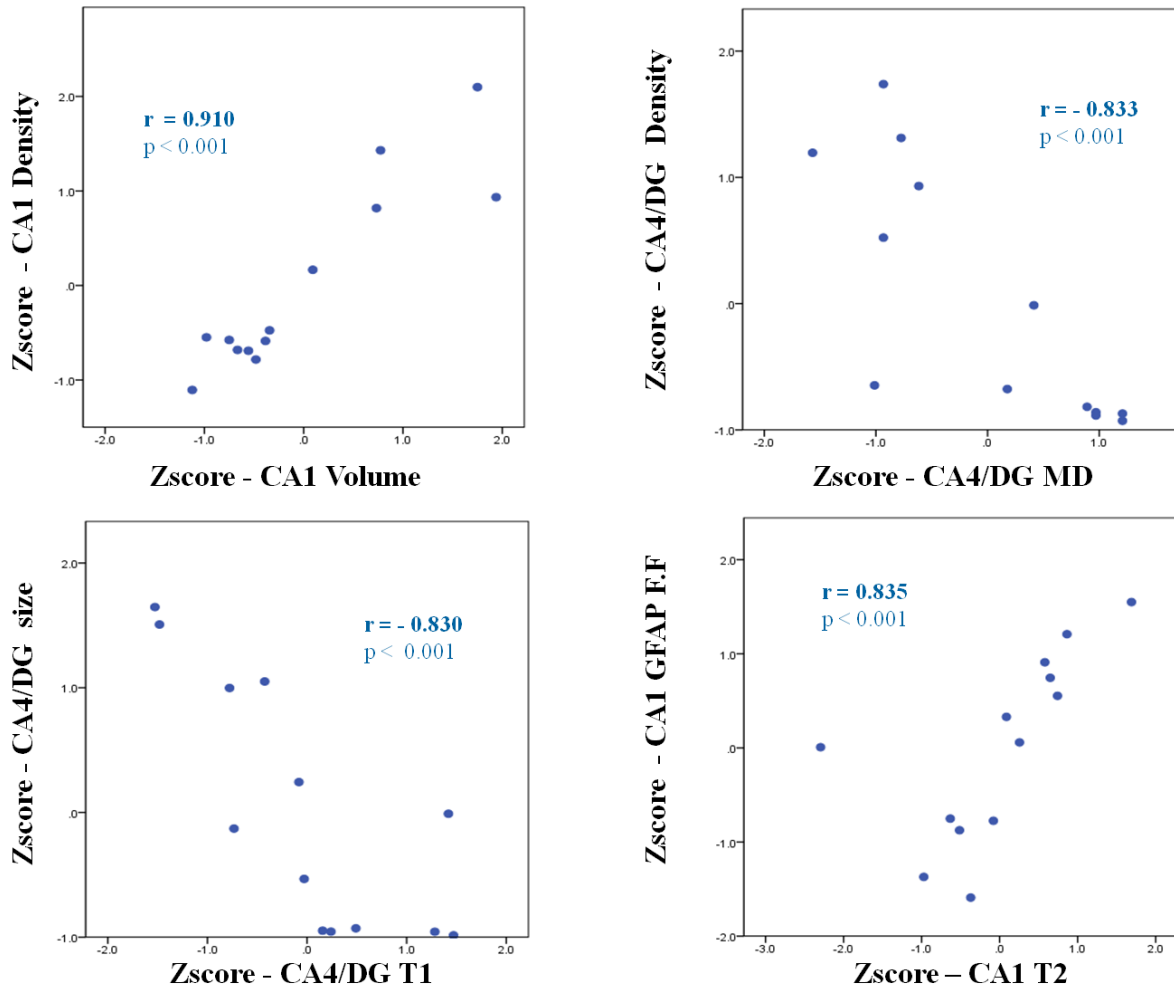 Zscore - CA1 Density
2.0
1.0
.0
-1.0
r = 0.910
p < 0.001
-2.0 -1.0 .0 1.0 2.0
Zscore - CA1 Volume
Zscore - CA4/DG Density
2.0
1.0
.0
-1.0
r = - 0.833
p < 0.001
-2.0 -1.0 .0 1.0
Zscore - CA4/DG MD
Zscore - CA4/DG size
2.0
1.0
.0
-1.0
r = - 0.830
p < 0.001
-2.0 -1.0 .0 1.0 2.0
Zscore - CA4/DG T1
Zscore - CA1 GFAP F.F
2.0
1.0
.0
-1.0
-2.0
r = 0.835
p < 0.001
-3.0 -2.0 -1.0 .0 1.0 2.0
Zscore – CA1 T2